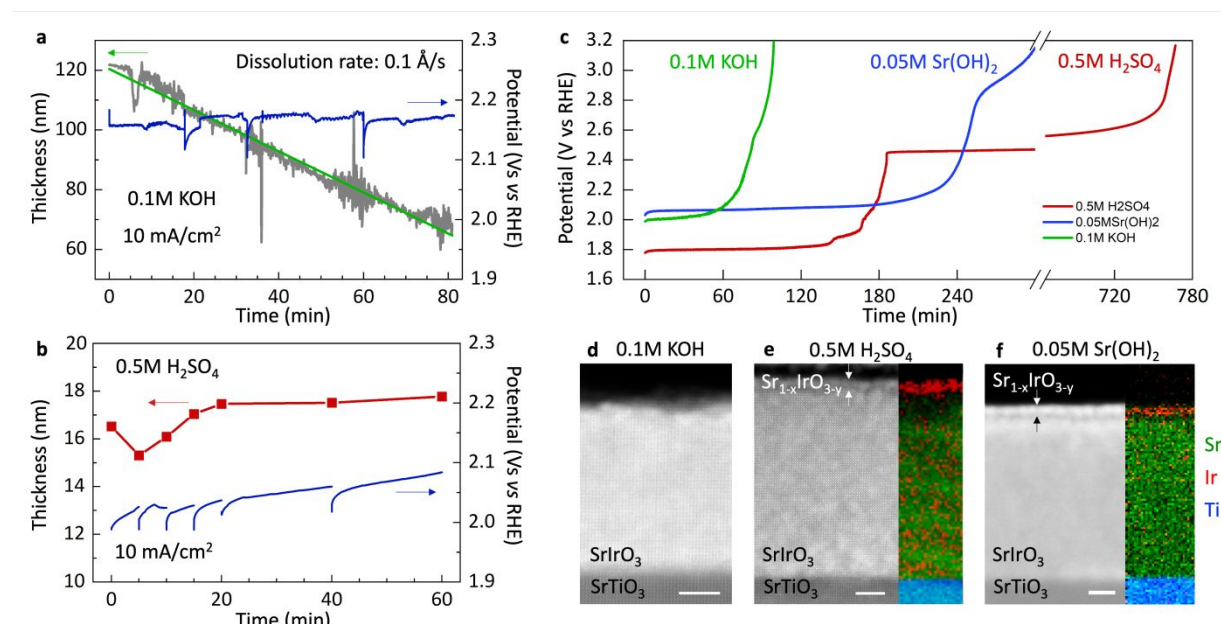 a
Dissolution rate: 0.1 Å/s
0.1M KOH
10 mA/cm²
Thickness (nm)
120
100
80
60
2.3
2.2
2.1
2.0
1.9
Potential (Vs vs RHE)
0
20
40
60
80
Time (min)
b
0.5M H₂SO₄
10 mA/cm²
Thickness (nm)
20
18
16
14
12
10
2.3
2.2
2.1
2.0
1.9
Potential (Vs vs RHE)
0
20
40
60
Time (min)
c
0.1M KOH
0.05M Sr(OH)₂
0.5M H₂SO₄
Potential (V vs RHE)
3.2
3.0
2.8
2.6
2.4
2.2
2.0
1.8
1.6
0.5M H2SO4
0.05MSr(OH)2
0.1M KOH
0
60
120
180
240
720
780
Time (min)
d
0.1M KOH
SrIrO₃
SrTiO₃
e
0.5M H₂SO₄
Sr₁₋ₓIrO₃₋ᵧ
SrIrO₃
SrTiO₃
f
0.05M Sr(OH)₂
Sr₁₋ₓIrO₃₋ᵧ
SrIrO₃
SrTiO₃
Sr
Ir
Ti